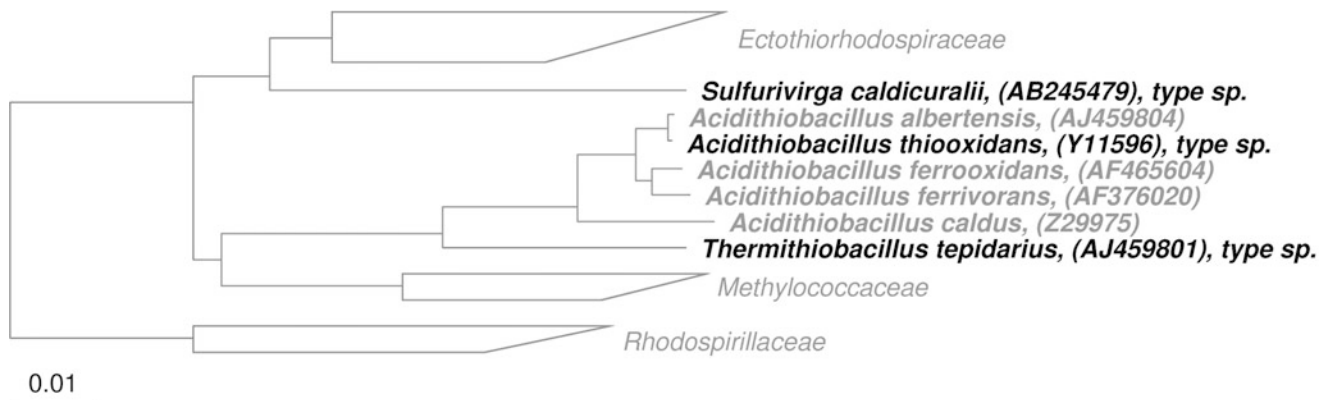 Ectothiorhodospiraceae
Sulfurivirga caldicuralii, (AB245479), type sp.
Acidithiobacillus albertensis, (AJ459804)
Acidithiobacillus thiooxidans, (Y11596), type sp.
Acidithiobacillus ferrooxidans, (AF465604)
Acidithiobacillus ferrivorans, (AF376020)
Acidithiobacillus caldus, (Z29975)
Thermithiobacillus tepidarius, (AJ459801), type sp.
Methylococcaceae
Rhodospirillaceae
0.01